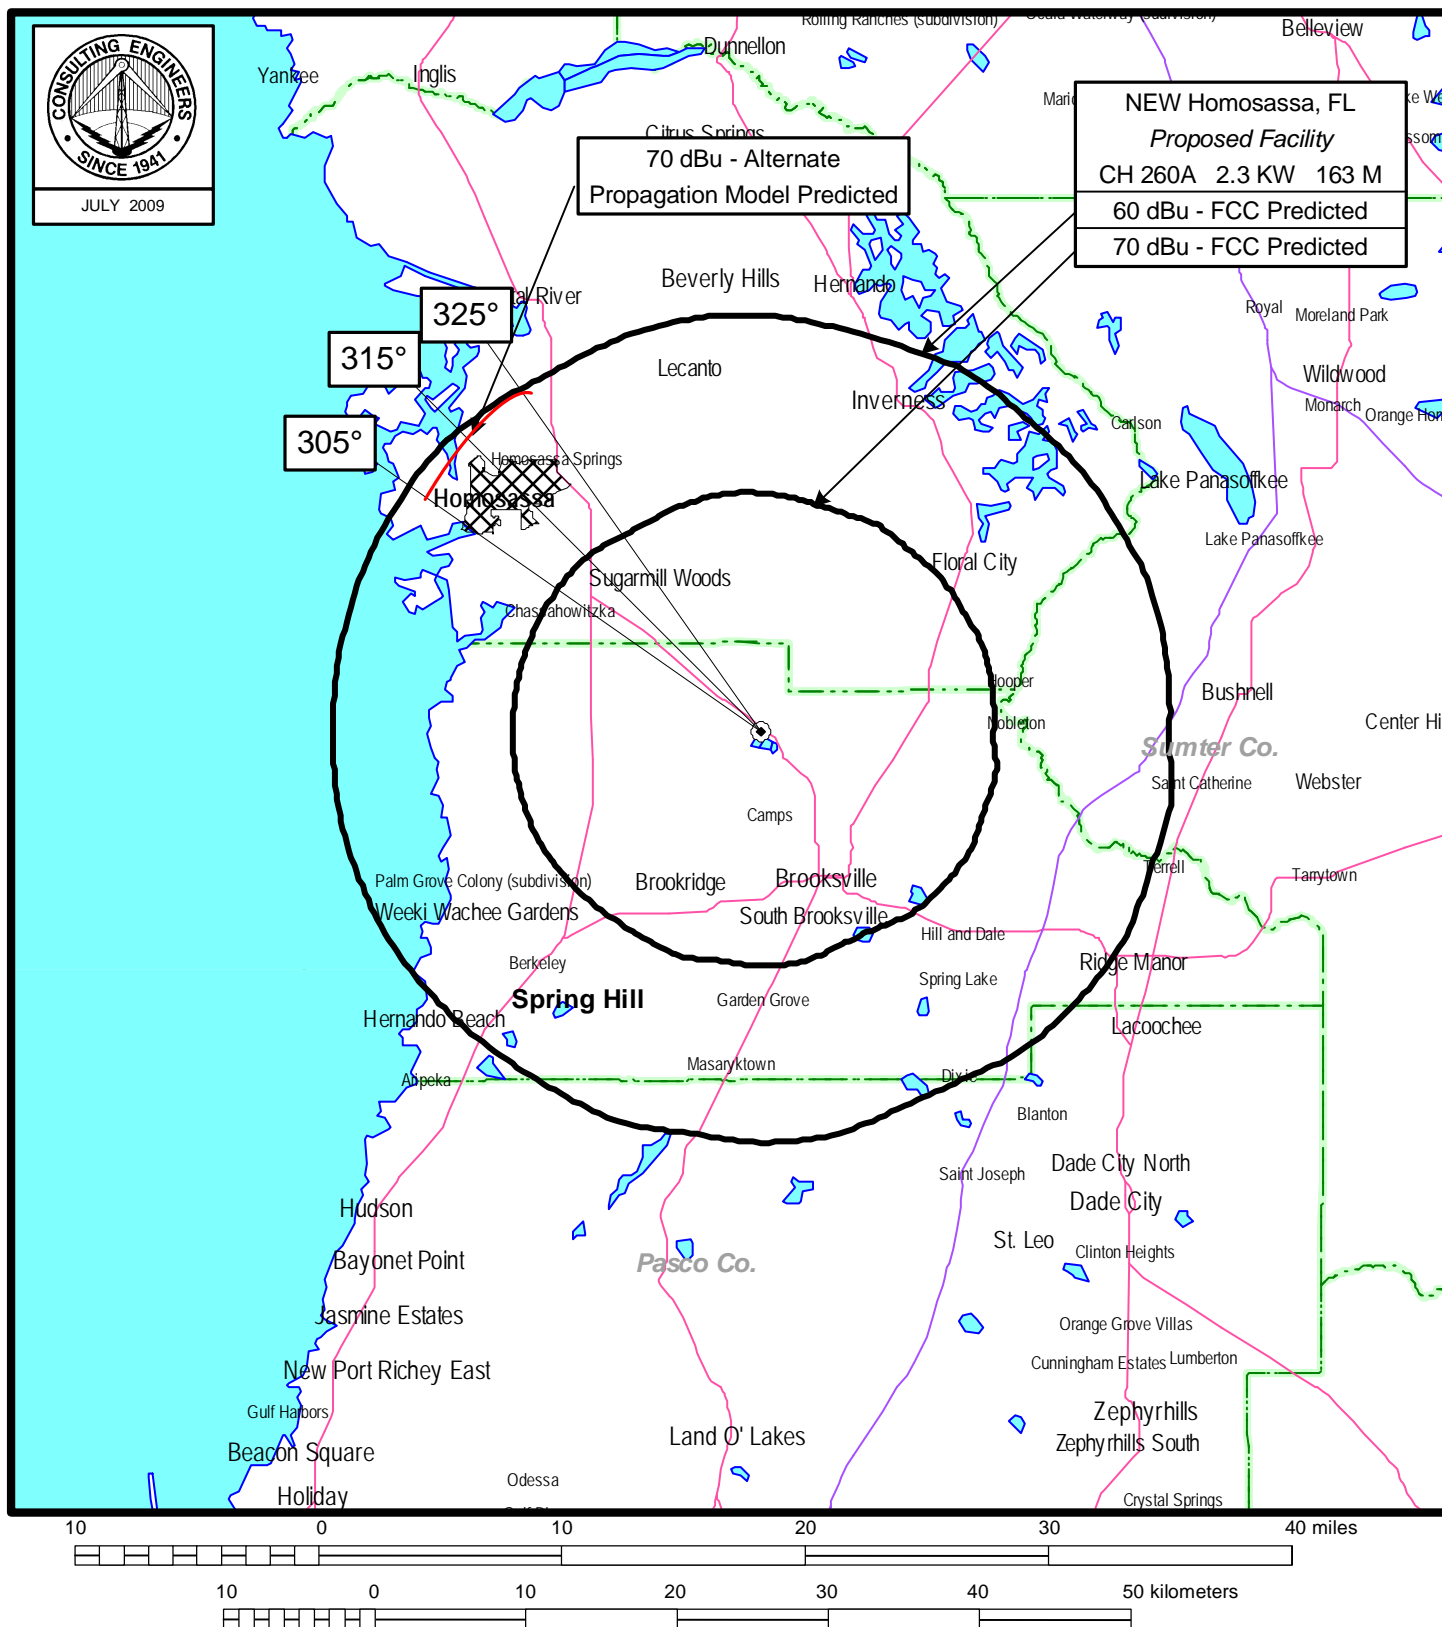 Rolling Ranches (subdivision)
Ocala Waterway (subdivision)
Belleview
CONSULTING ENGINEERS
• SINCE 1941 •
JULY 2009
Yankee
Inglis
Dunnellon
Citrus Springs
70 dBu - Alternate
Propagation Model Predicted
NEW Homosassa, FL
Proposed Facility
CH 260A 2.3 KW 163 M
60 dBu - FCC Predicted
70 dBu - FCC Predicted
Beverly Hills
Hernando
al River
325°
Royal
Moreland Park
315°
Lecanto
Wildwood
Inverness
Monarch
Carlson
305°
Homosassa Springs
Lake Panasoffkee
Homosassa
Lake Panasoffkee
Floral City
Sugarmill Woods
Chassahowitzka
Hooper
Bushnell
Nobleton
Center Hi
Sumter Co.
Saint Catherine
Webster
Camps
Terrell
Tarrytown
Palm Grove Colony (subdivision)
Brookridge
Brooksville
Weeki Wachee Gardens
South Brooksville
Hill and Dale
Berkeley
Ridge Manor
Spring Lake
Spring Hill
Garden Grove
Hernando Beach
Lacoochee
Masaryktown
Aripeka
Dixie
Blanton
Saint Joseph
Dade City North
Dade City
Hudson
St. Leo
Clinton Heights
Bayonet Point
Pasco Co.
Jasmine Estates
Orange Grove Villas
New Port Richey East
Cunningham Estates
Lumberton
Gulf Harbors
Zephyrhills
Land O' Lakes
Zephyrhills South
Beacon Square
Odessa
Holiday
Crystal Springs
10 0 10 20 30 40 miles
10 0 10 20 30 40 50 kilometers